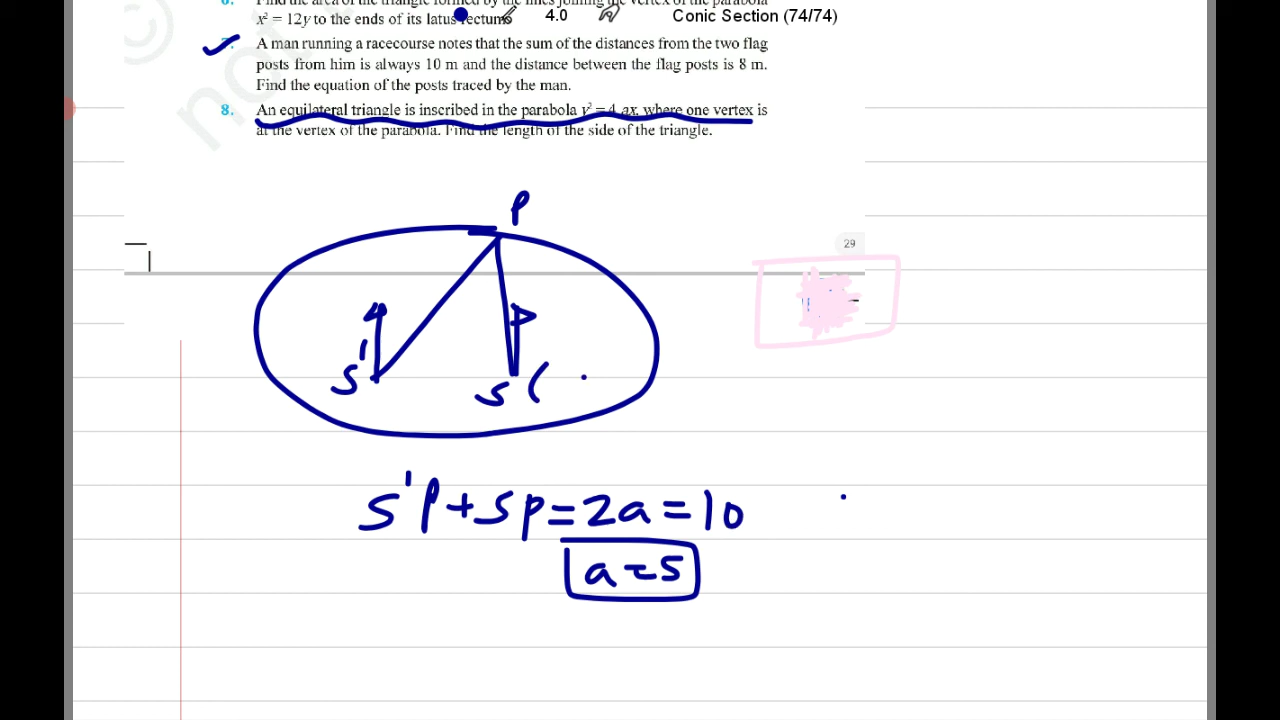 6. Find the area of the triangle formed by the lines joining the vertex of the parabola
x² = 12y to the ends of its latus rectum.
4.0 Conic Section (74/74)
7. A man running a racecourse notes that the sum of the distances from the two flag
posts from him is always 10 m and the distance between the flag posts is 8 m.
Find the equation of the posts traced by the man.
8. An equilateral triangle is inscribed in the parabola y² = 4 ax, where one vertex is
at the vertex of the parabola. Find the length of the side of the triangle.
© not
P
29
S' S (
S'P+SP=2a=10
a=5